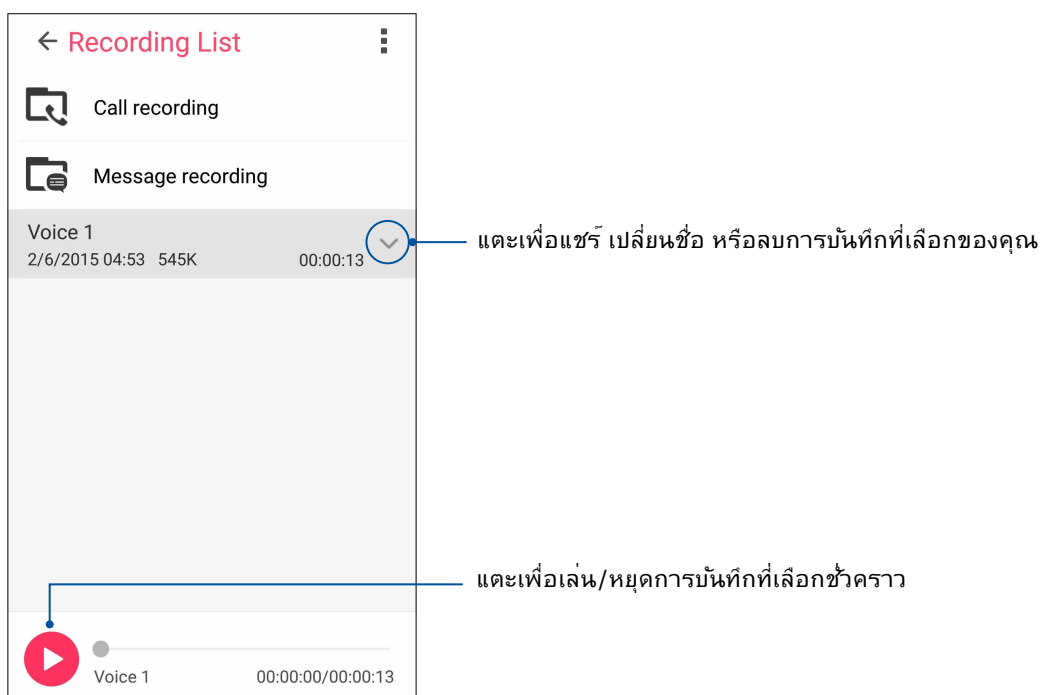 Recording List
Call recording
Message recording
Voice 1
2/6/2015 04:53 545K 00:00:13
แตะเพื่อแชร์ เปลี่ยนชื่อ หรือลบการบันทึกที่เลือกของคุณ
แตะเพื่อเล่น/หยุดการบันทึกที่เลือกชั่วคราว
Voice 1 00:00:00/00:00:13